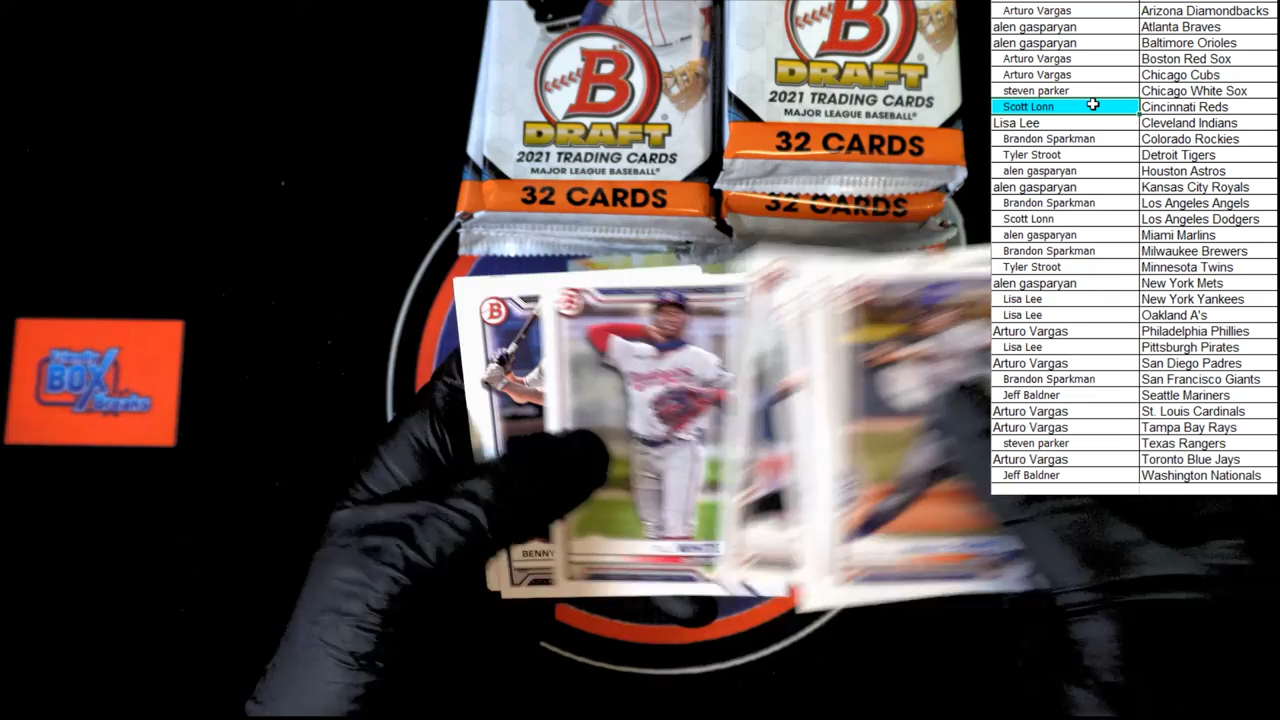 B
DRAFT
2021 TRADING CARDS
MAJOR LEAGUE BASEBALL®
32 CARDS
B
DRAFT
2021 TRADING CARDS
MAJOR LEAGUE BASEBALL®
32 CARDS
32 CARDS
B
BENNY
WHITE
BOX
Breaks
Arturo Vargas Arizona Diamondbacks
alen gasparyan Atlanta Braves
alen gasparyan Baltimore Orioles
Arturo Vargas Boston Red Sox
Arturo Vargas Chicago Cubs
steven parker Chicago White Sox
Scott Lonn Cincinnati Reds
Lisa Lee Cleveland Indians
Brandon Sparkman Colorado Rockies
Tyler Stroot Detroit Tigers
alen gasparyan Houston Astros
alen gasparyan Kansas City Royals
Brandon Sparkman Los Angeles Angels
Scott Lonn Los Angeles Dodgers
alen gasparyan Miami Marlins
Brandon Sparkman Milwaukee Brewers
Tyler Stroot Minnesota Twins
alen gasparyan New York Mets
Lisa Lee New York Yankees
Lisa Lee Oakland A's
Arturo Vargas Philadelphia Phillies
Lisa Lee Pittsburgh Pirates
Arturo Vargas San Diego Padres
Brandon Sparkman San Francisco Giants
Jeff Baldner Seattle Mariners
Arturo Vargas St. Louis Cardinals
Arturo Vargas Tampa Bay Rays
steven parker Texas Rangers
Arturo Vargas Toronto Blue Jays
Jeff Baldner Washington Nationals